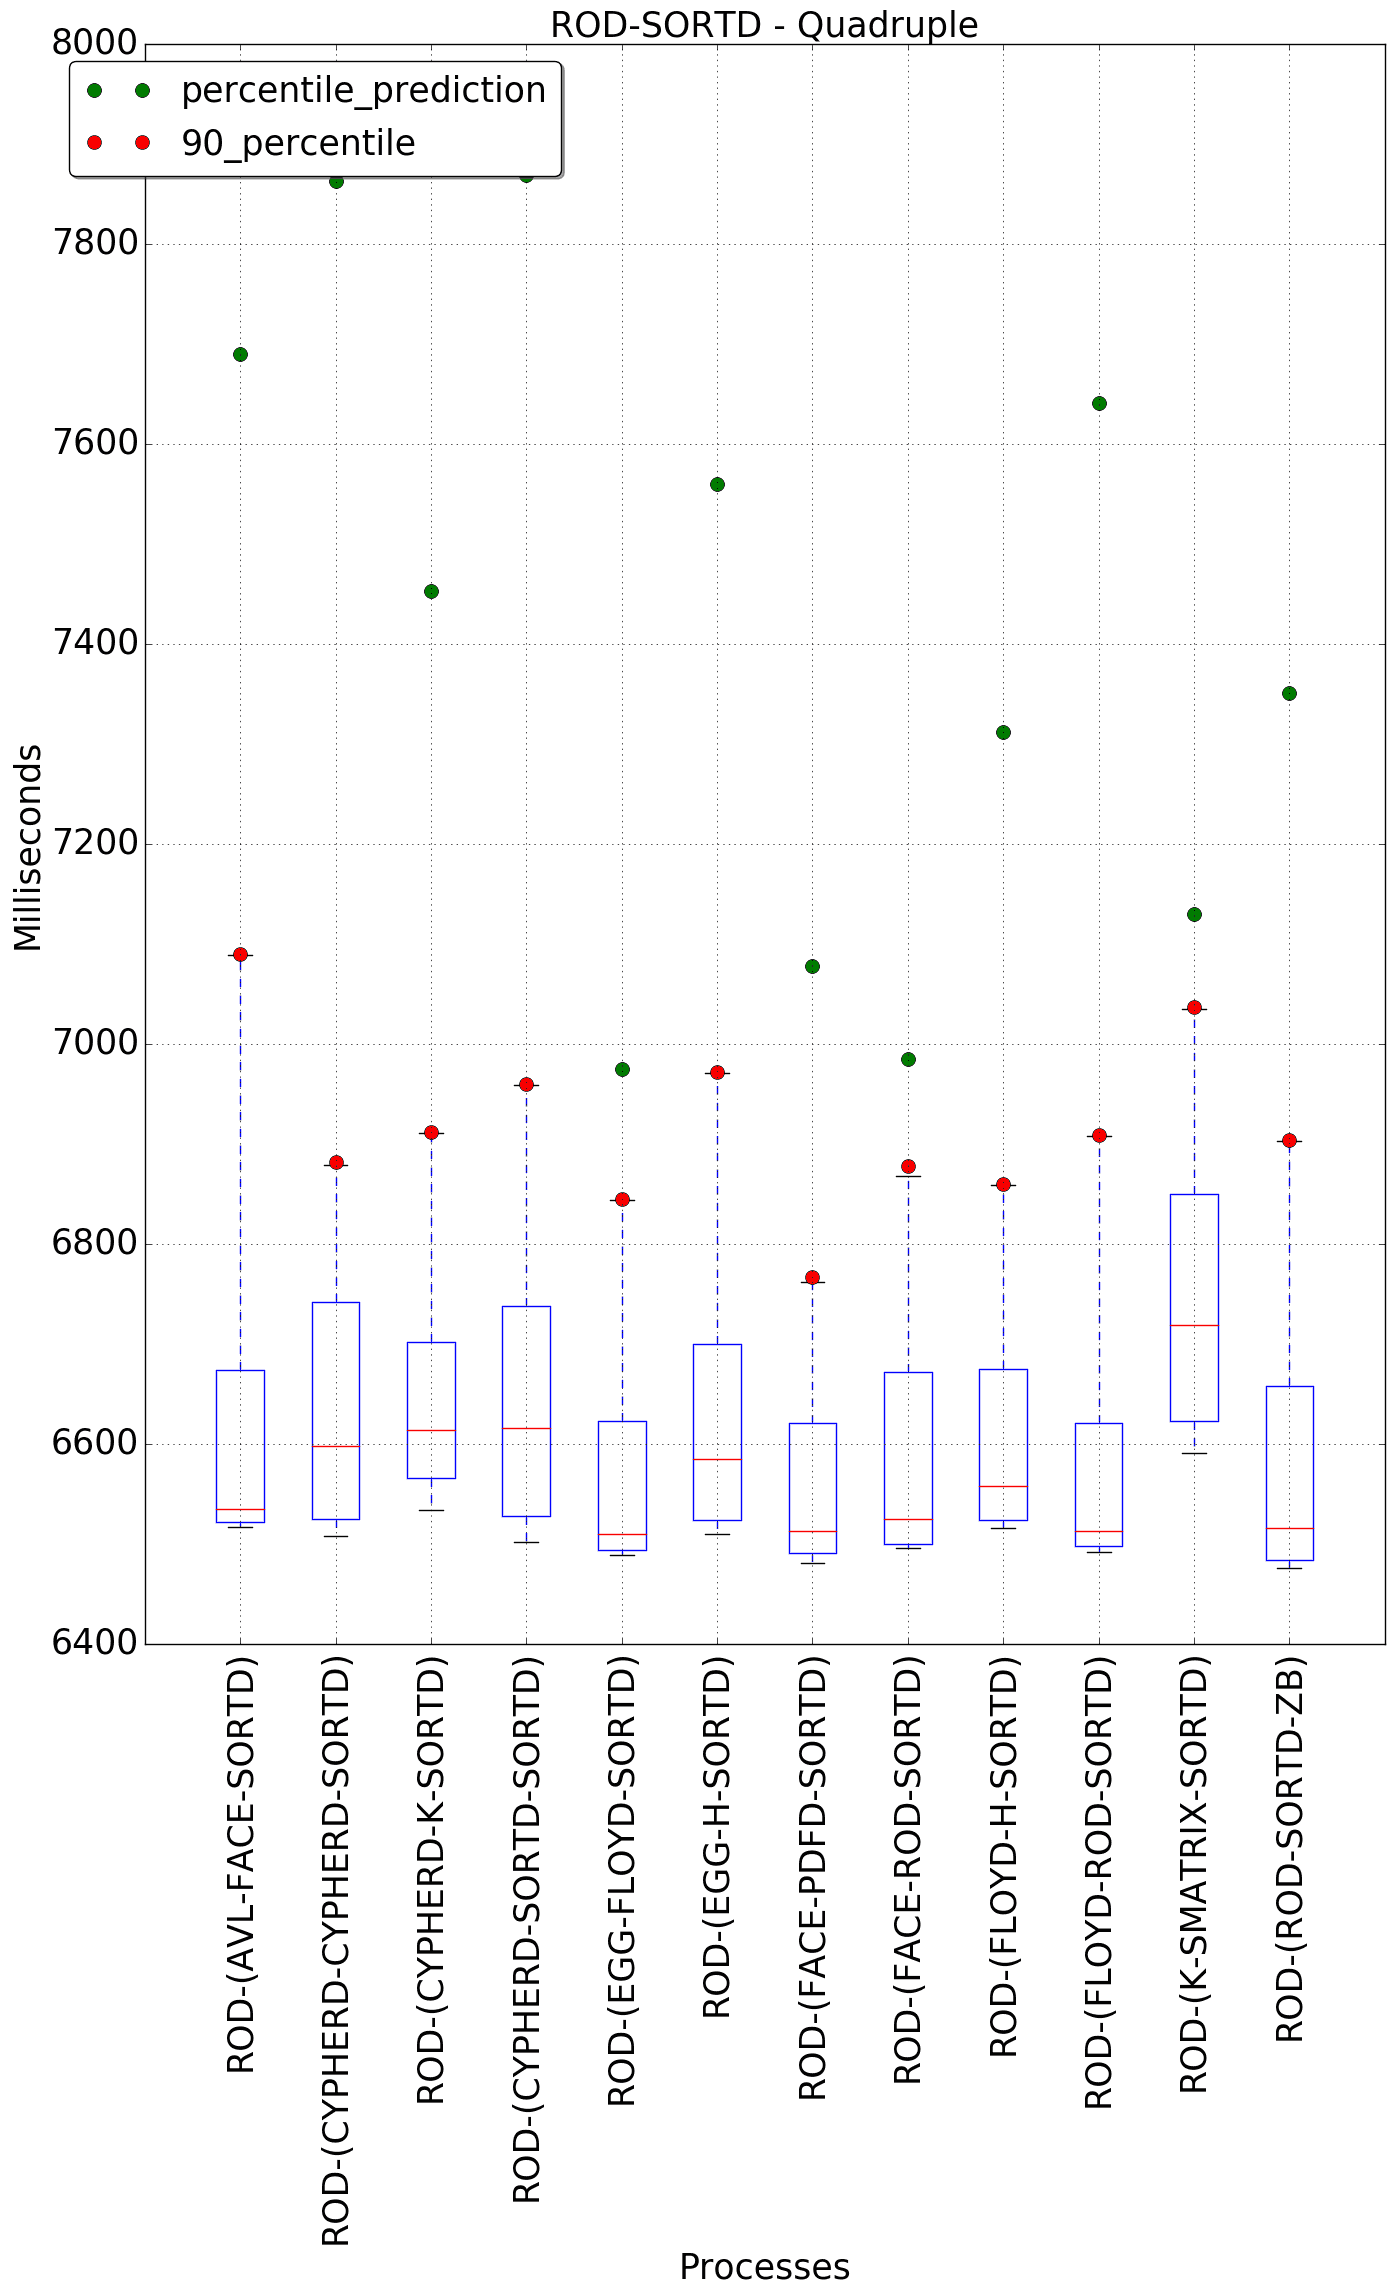 ROD-SORTD - Quadruple
percentile_prediction
90_percentile
8000
7800
7600
7400
7200
7000
6800
6600
6400
Milliseconds
ROD-(AVL-FACE-SORTD)
ROD-(CYPHERD-CYPHERD-SORTD)
ROD-(CYPHERD-K-SORTD)
ROD-(CYPHERD-SORTD-SORTD)
ROD-(EGG-FLOYD-SORTD)
ROD-(EGG-H-SORTD)
ROD-(FACE-PDFD-SORTD)
ROD-(FACE-ROD-SORTD)
ROD-(FLOYD-H-SORTD)
ROD-(FLOYD-ROD-SORTD)
ROD-(K-SMATRIX-SORTD)
ROD-(ROD-SORTD-ZB)
Processes